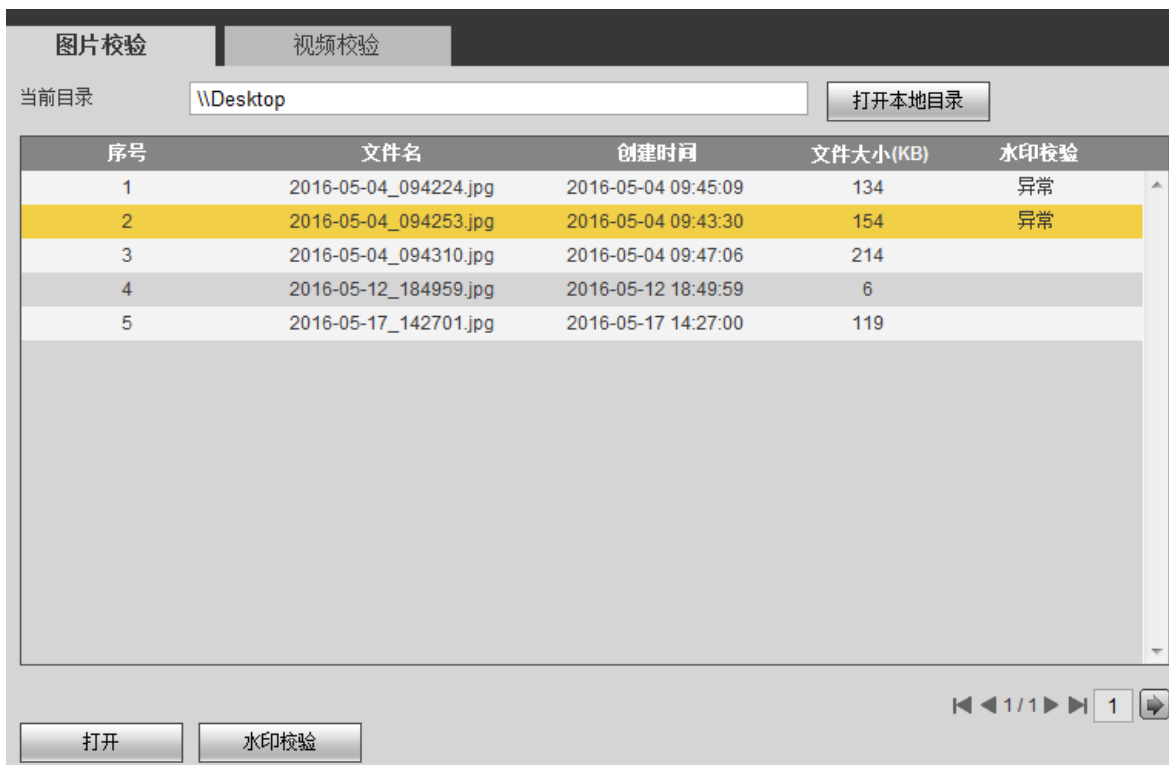 图片校验 视频校验
当前目录 \\Desktop 打开本地目录
序号 文件名 创建时间 文件大小(KB) 水印校验
1 2016-05-04_094224.jpg 2016-05-04 09:45:09 134 异常
2 2016-05-04_094253.jpg 2016-05-04 09:43:30 154 异常
3 2016-05-04_094310.jpg 2016-05-04 09:47:06 214
4 2016-05-12_184959.jpg 2016-05-12 18:49:59 6
5 2016-05-17_142701.jpg 2016-05-17 14:27:00 119
1/1 1
打开 水印校验